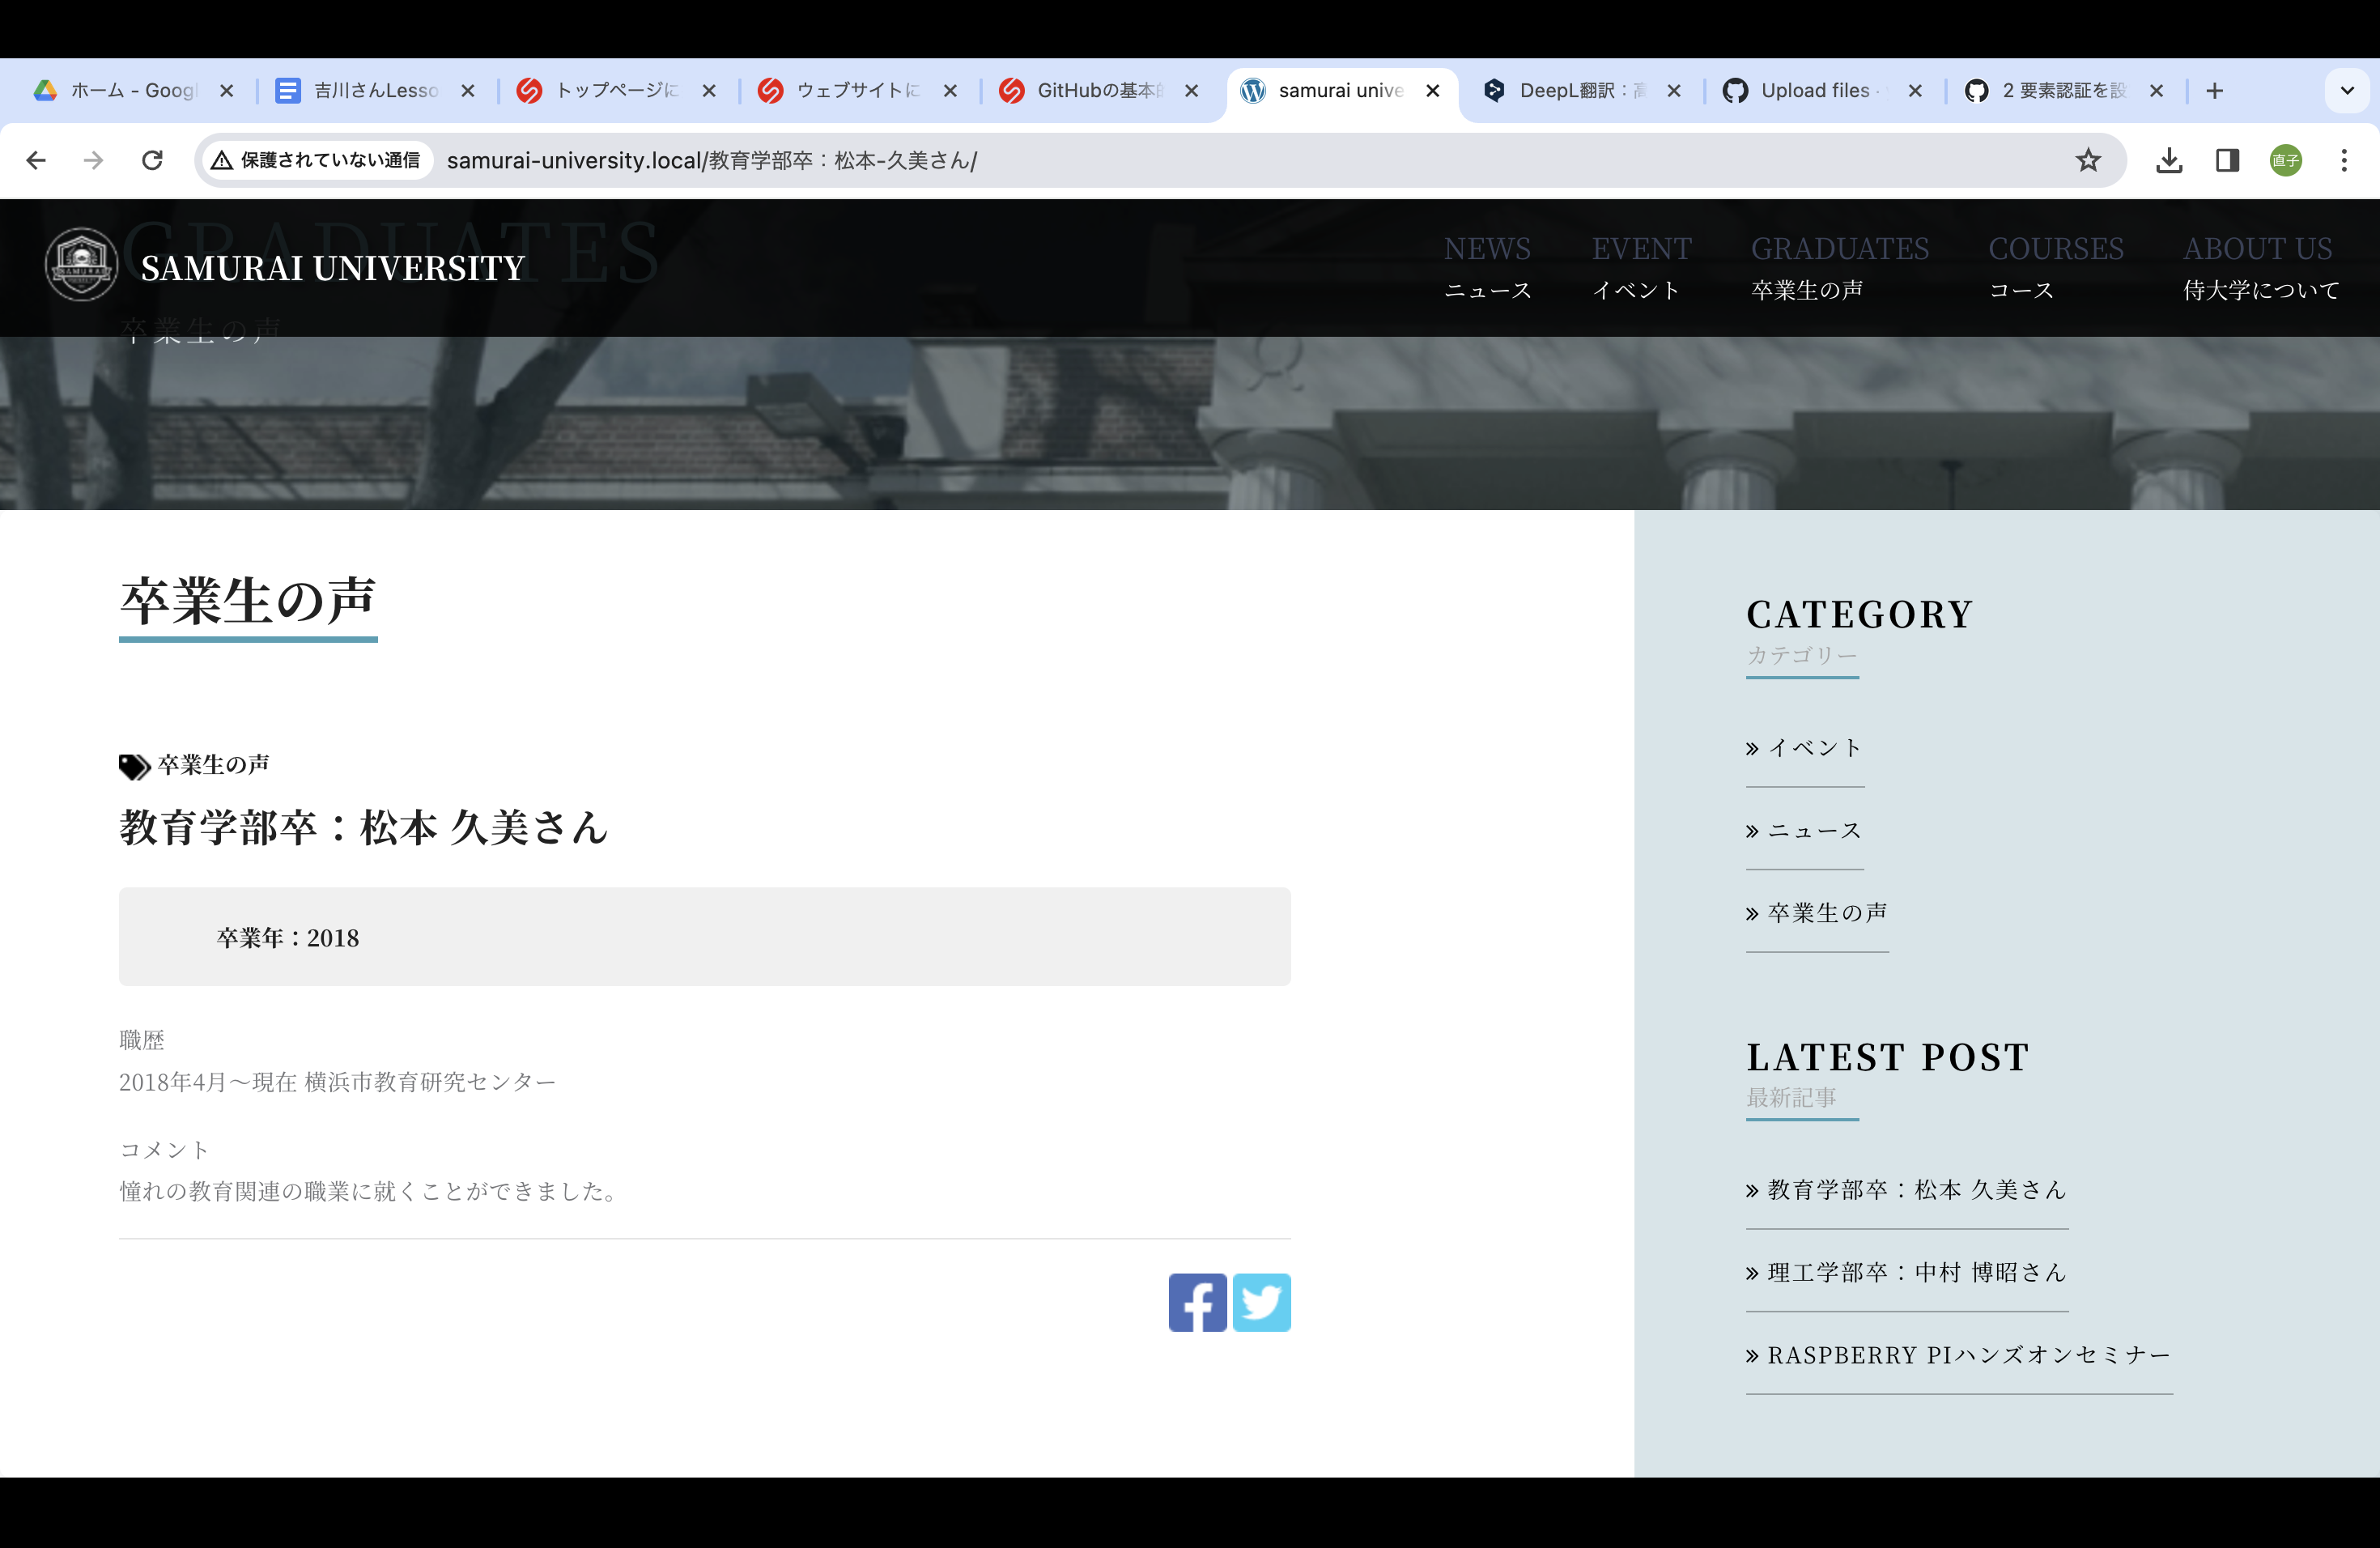 ホーム - Googl
吉川さんLesso
トップページに
ウェブサイトに
GitHubの基本的
samurai unive
DeepL翻訳：高
Upload files ·
2 要素認証を設
保護されていない通信
samurai-university.local/教育学部卒：松本-久美さん/
直子
GRADUATES
卒業生の声
SAMURAI
SAMURAI UNIVERSITY
NEWS
ニュース
EVENT
イベント
GRADUATES
卒業生の声
COURSES
コース
ABOUT US
侍大学について
卒業生の声
卒業生の声
教育学部卒：松本 久美さん
卒業年：2018
職歴
2018年4月〜現在 横浜市教育研究センター
コメント
憧れの教育関連の職業に就くことができました。
CATEGORY
カテゴリー
イベント
ニュース
卒業生の声
LATEST POST
最新記事
教育学部卒：松本 久美さん
理工学部卒：中村 博昭さん
RASPBERRY PIハンズオンセミナー